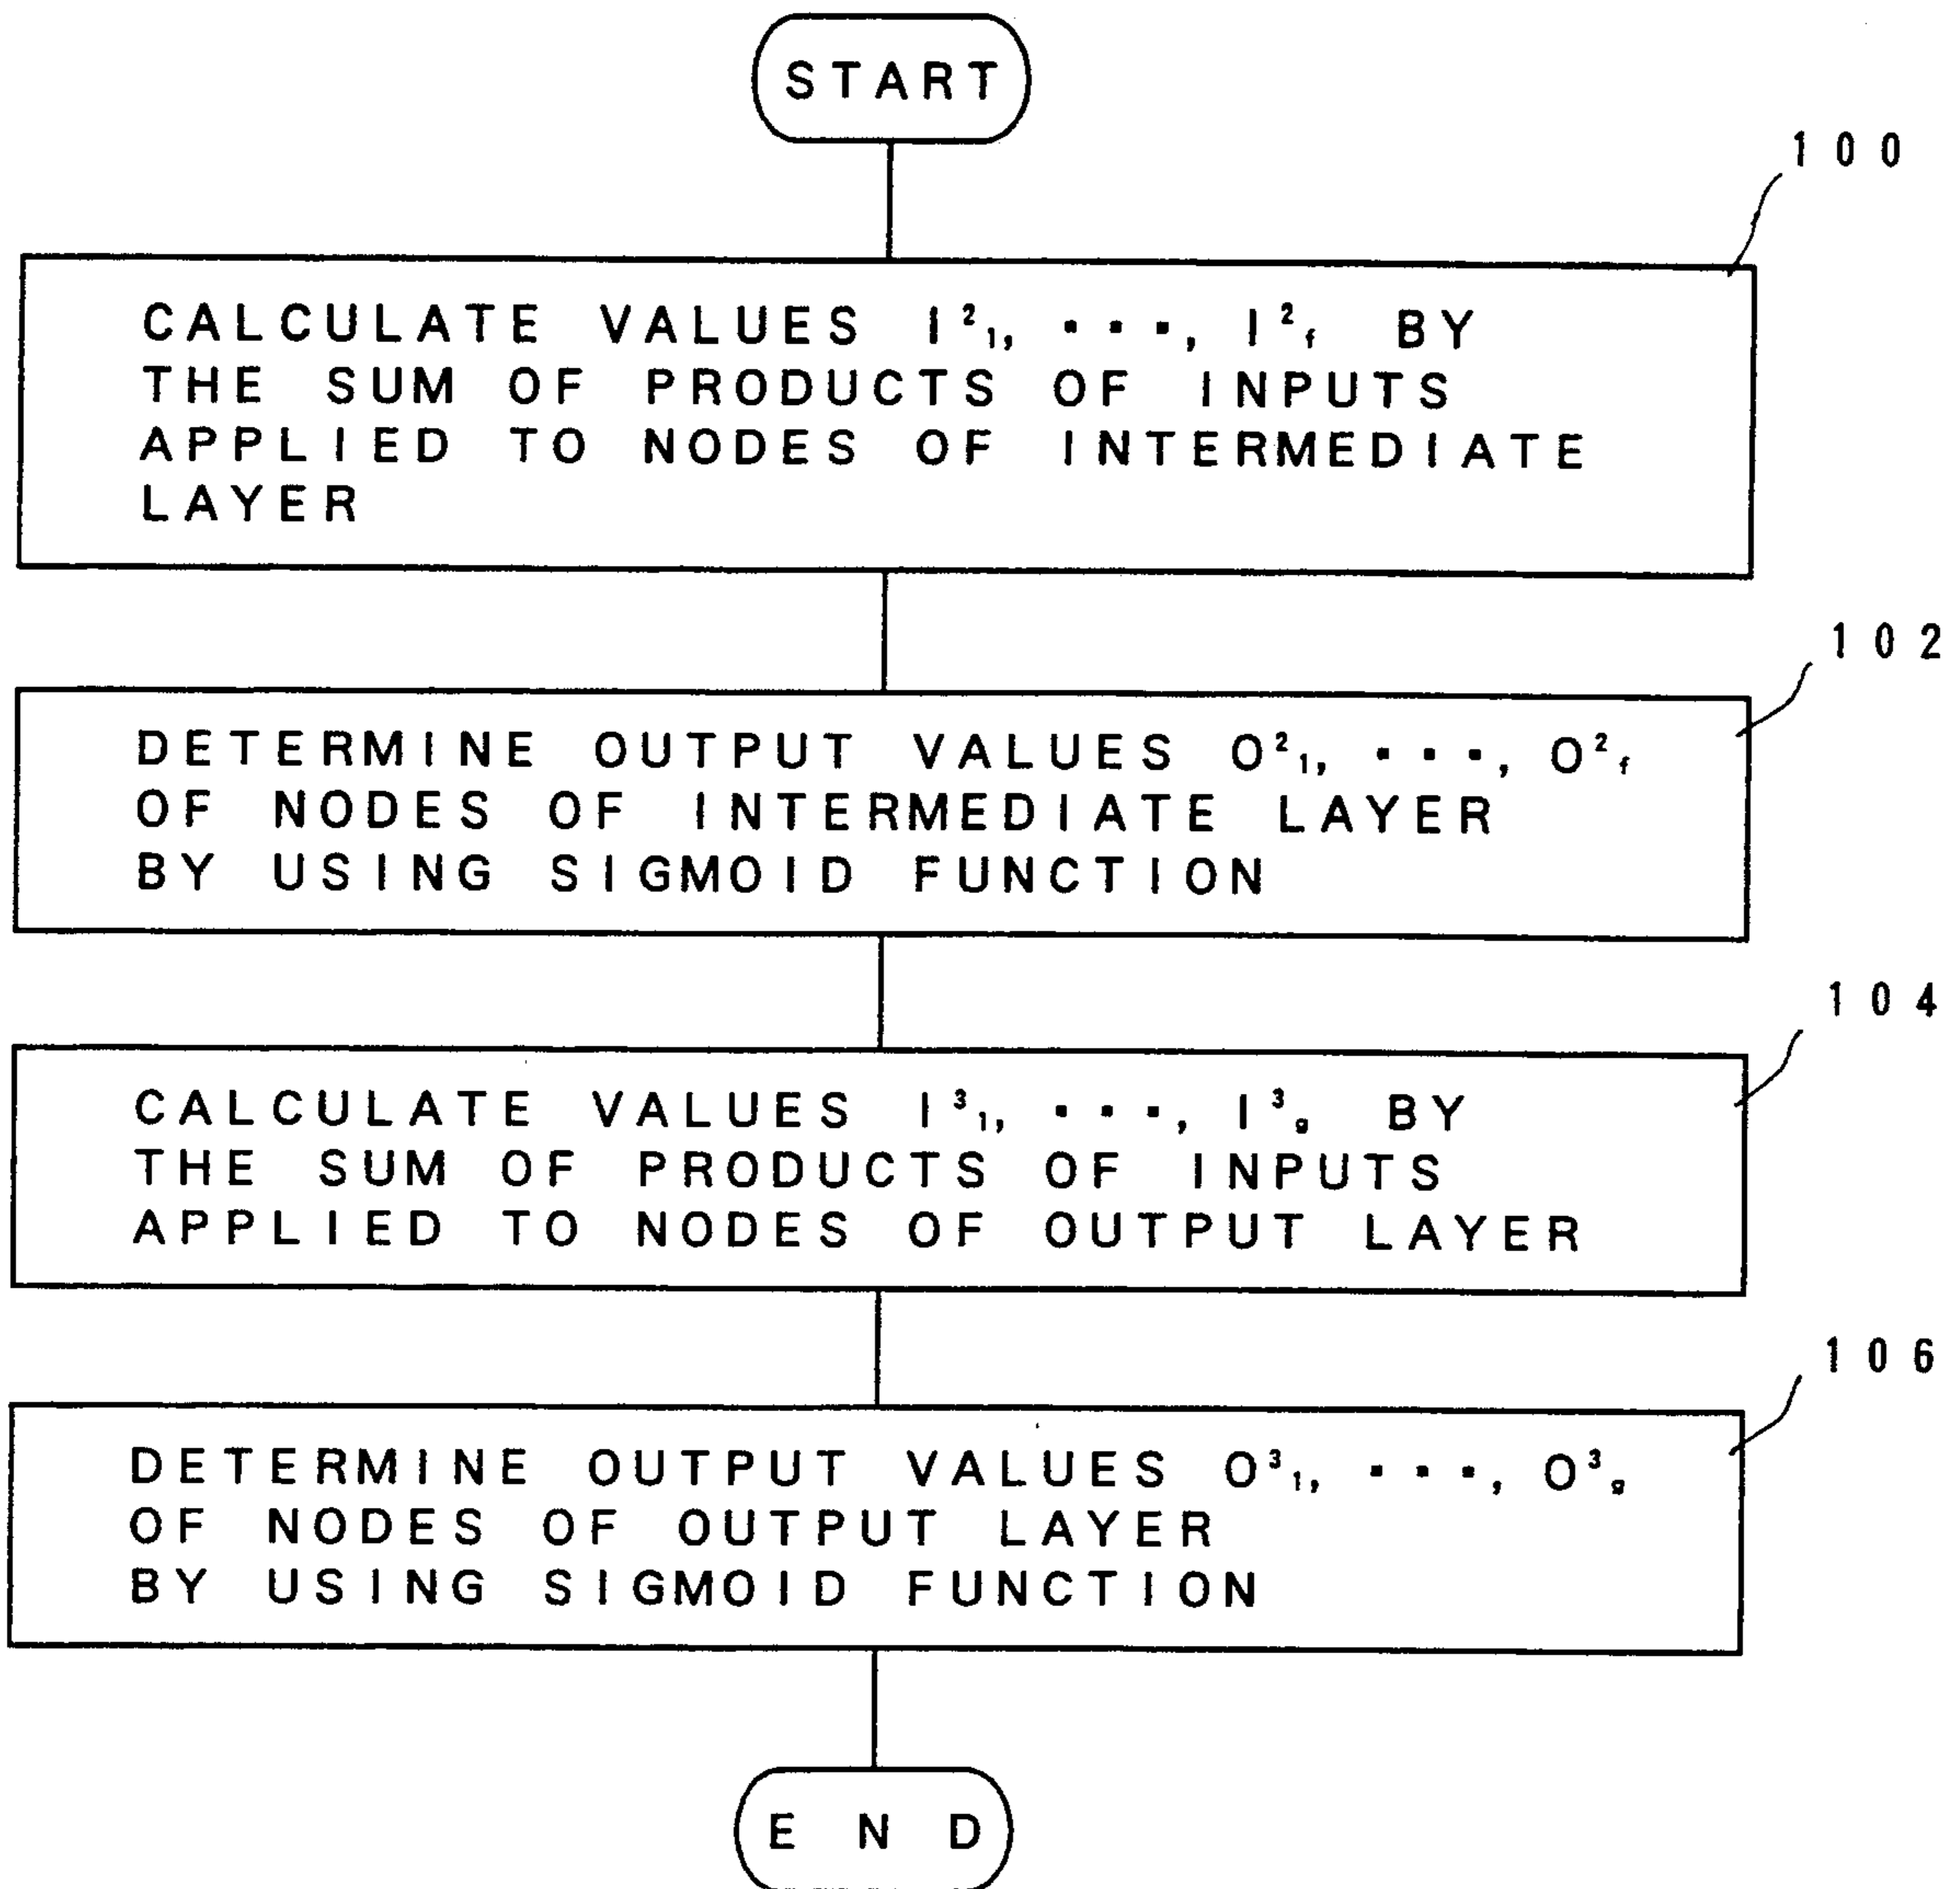 START
100
CALCULATE VALUES I²₁, ···, I²f BY
THE SUM OF PRODUCTS OF INPUTS
APPLIED TO NODES OF INTERMEDIATE
LAYER
102
DETERMINE OUTPUT VALUES O²₁, ···, O²f
OF NODES OF INTERMEDIATE LAYER
BY USING SIGMOID FUNCTION
104
CALCULATE VALUES I³₁, ···, I³g BY
THE SUM OF PRODUCTS OF INPUTS
APPLIED TO NODES OF OUTPUT LAYER
106
DETERMINE OUTPUT VALUES O³₁, ···, O³g
OF NODES OF OUTPUT LAYER
BY USING SIGMOID FUNCTION
END